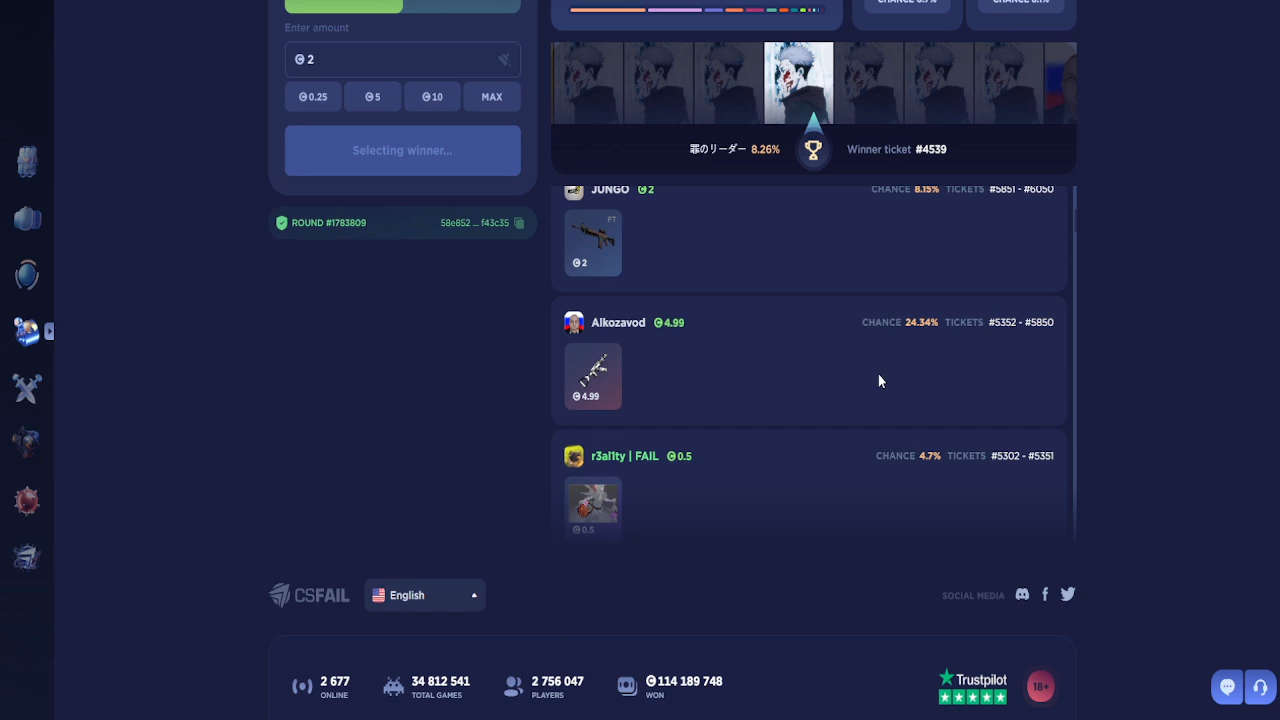 Enter amount
2
0.25
5
10
MAX
Selecting winner...
ROUND #1783809
58e852 ... f43c35
罪のリーダー 8.26%
Winner ticket #4539
JUNGO 2
CHANCE 8.15% TICKETS #5851 - #6050
FT
2
Alkozavod 4.99
CHANCE 24.34% TICKETS #5352 - #5850
4.99
r3al1ty | FAIL 0.5
CHANCE 4.7% TICKETS #5302 - #5351
0.5
CSFAIL
English
SOCIAL MEDIA
2 677
ONLINE
34 812 541
TOTAL GAMES
2 756 047
PLAYERS
114 189 748
WON
Trustpilot
18+